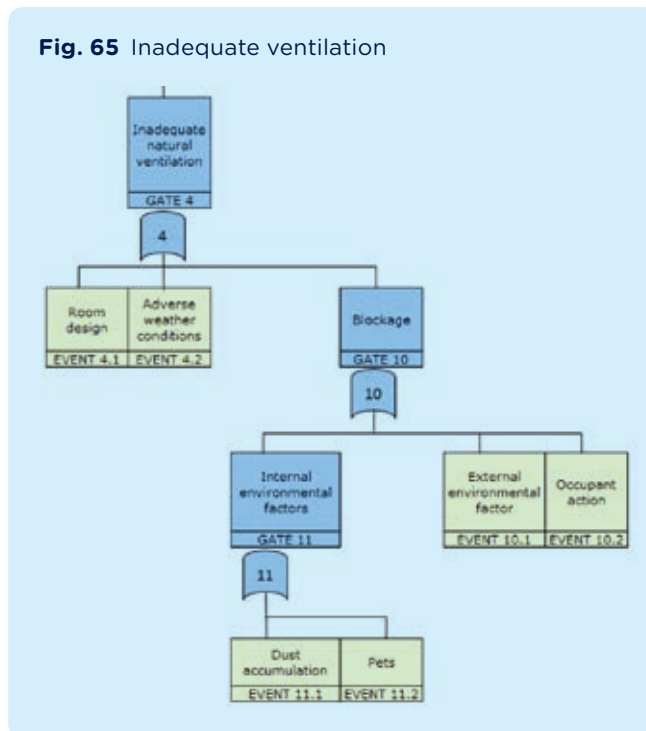 Fig. 65 Inadequate ventilation
Inadequate
natural
ventilation
GATE 4
4
Room
design
EVENT 4.1
Adverse
weather
conditions
EVENT 4.2
Blockage
GATE 10
10
Internal
environmental
factors
GATE 11
External
environmental
factor
EVENT 10.1
Occupant
action
EVENT 10.2
11
Dust
accumulation
EVENT 11.1
Pets
EVENT 11.2